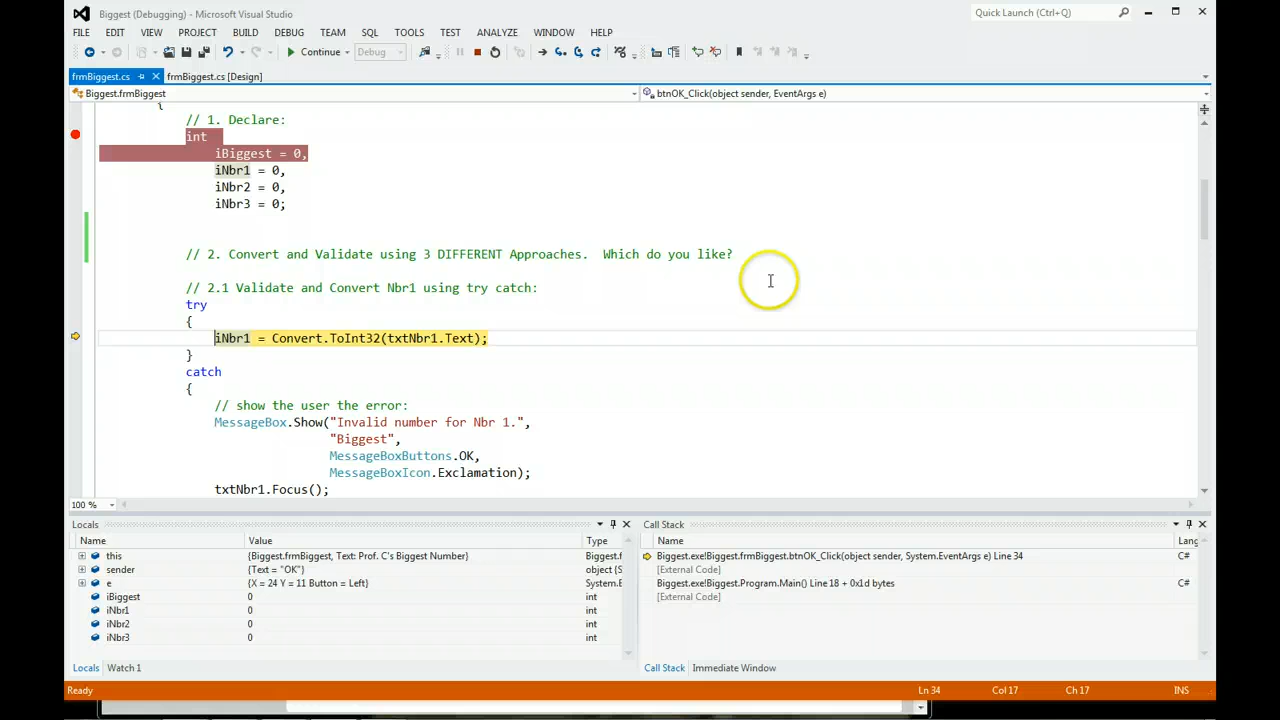 Biggest (Debugging) - Microsoft Visual Studio
Quick Launch (Ctrl+Q)
FILE EDIT VIEW PROJECT BUILD DEBUG TEAM SQL TOOLS TEST ANALYZE WINDOW HELP
Continue Debug
frmBiggest.cs frmBiggest.cs [Design]
Biggest.frmBiggest btnOK_Click(object sender, EventArgs e)
{
// 1. Declare:
int
iBiggest = 0,
iNbr1 = 0,
iNbr2 = 0,
iNbr3 = 0;
// 2. Convert and Validate using 3 DIFFERENT Approaches. Which do you like?
// 2.1 Validate and Convert Nbr1 using try catch:
try
{
iNbr1 = Convert.ToInt32(txtNbr1.Text);
}
catch
{
// show the user the error:
MessageBox.Show("Invalid number for Nbr 1.",
"Biggest",
MessageBoxButtons.OK,
MessageBoxIcon.Exclamation);
txtNbr1.Focus();
100 %
Locals
Name Value Type
this {Biggest.frmBiggest, Text: Prof. C's Biggest Number} Biggest.f
sender {Text = "OK"} object {S
e {X = 24 Y = 11 Button = Left} System.E
iBiggest 0 int
iNbr1 0 int
iNbr2 0 int
iNbr3 0 int
Locals Watch 1
Call Stack
Name Lang
Biggest.exe!Biggest.frmBiggest.btnOK_Click(object sender, System.EventArgs e) Line 34 C#
[External Code]
Biggest.exe!Biggest.Program.Main() Line 18 + 0x1d bytes C#
[External Code]
Call Stack Immediate Window
Ready Ln 34 Col 17 Ch 17 INS